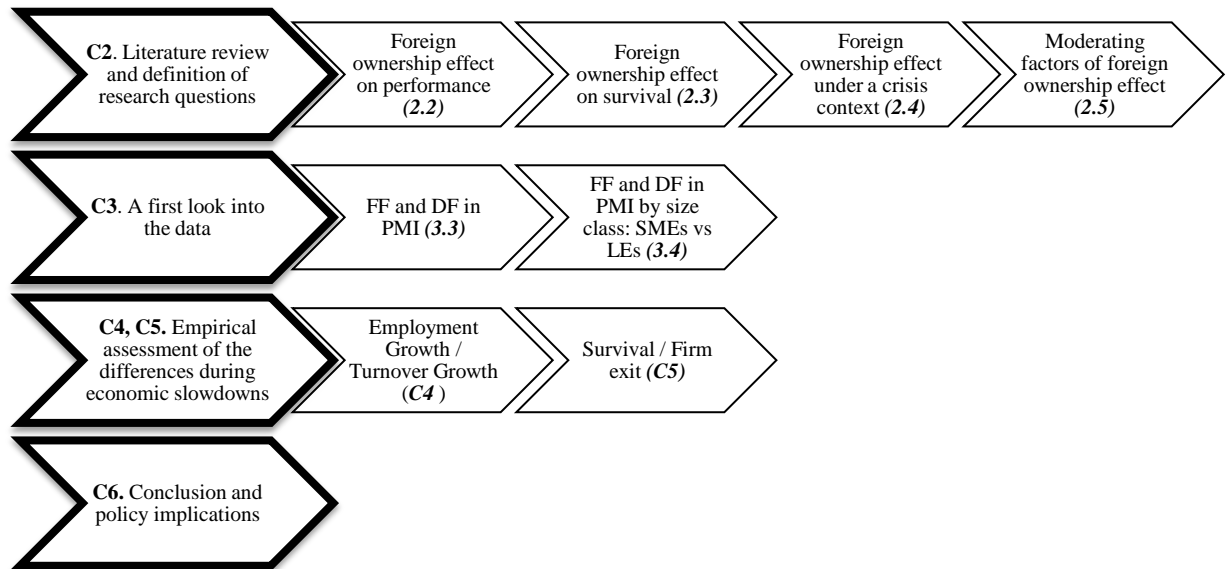 C2. Literature review
and definition of
research questions
Foreign
ownership effect
on performance
(2.2)
Foreign
ownership effect
on survival (2.3)
Foreign
ownership effect
under a crisis
context (2.4)
Moderating
factors of foreign
ownership effect
(2.5)
C3. A first look into
the data
FF and DF in
PMI (3.3)
FF and DF in
PMI by size
class: SMEs vs
LEs (3.4)
C4, C5. Empirical
assessment of the
differences during
economic slowdowns
Employment
Growth /
Turnover Growth
(C4 )
Survival / Firm
exit (C5)
C6. Conclusion and
policy implications